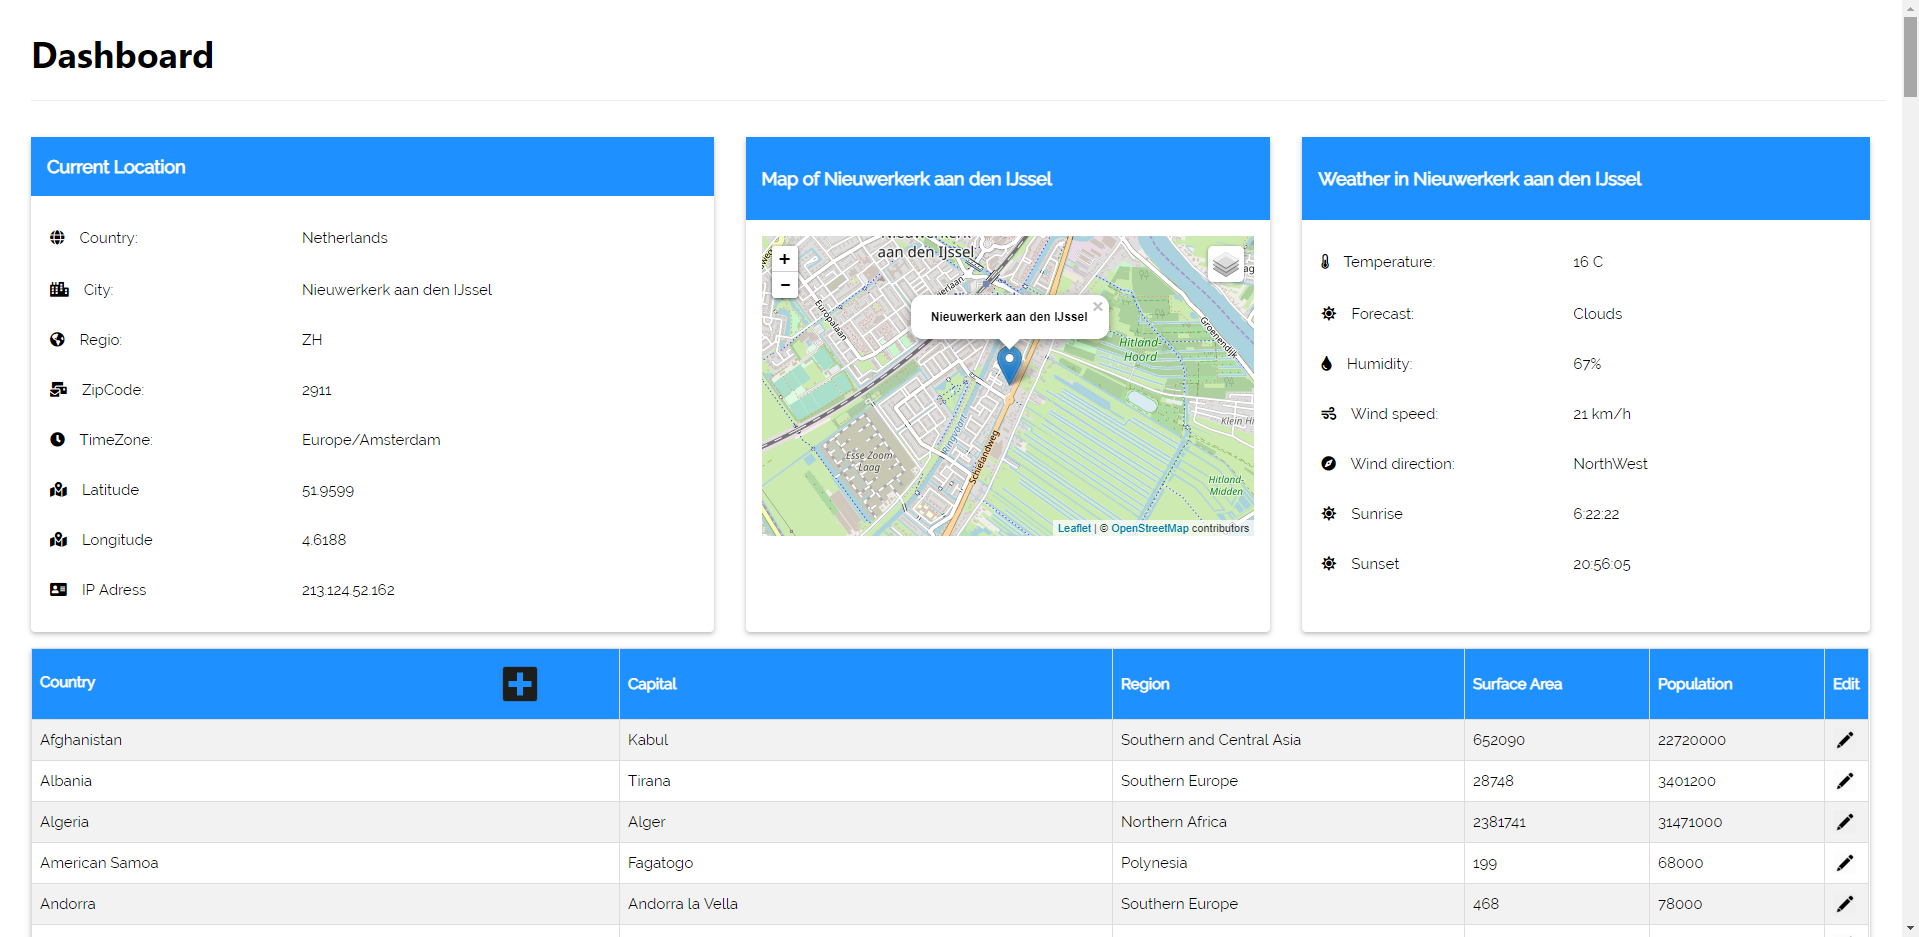 Dashboard
Current Location
Country: Netherlands
City: Nieuwerkerk aan den IJssel
Regio: ZH
ZipCode: 2911
TimeZone: Europe/Amsterdam
Latitude 51.9599
Longitude 4.6188
IP Adress 213.124.52.162
Map of Nieuwerkerk aan den IJssel
+
−
Nieuwerkerk
aan den IJssel
Europalaan
Groenendijk
Nieuwerkerk aan den IJssel ×
Hitland-
Hoord
Klein Hi
Ringvaart
Esse Zoom
Laag
Schielandweg
Hitland-
Midden
Leaflet | © OpenStreetMap contributors
Weather in Nieuwerkerk aan den IJssel
Temperature: 16 C
Forecast: Clouds
Humidity: 67%
Wind speed: 21 km/h
Wind direction: NorthWest
Sunrise 6:22:22
Sunset 20:56:05
Country Capital Region Surface Area Population Edit
Afghanistan Kabul Southern and Central Asia 652090 22720000
Albania Tirana Southern Europe 28748 3401200
Algeria Alger Northern Africa 2381741 31471000
American Samoa Fagatogo Polynesia 199 68000
Andorra Andorra la Vella Southern Europe 468 78000